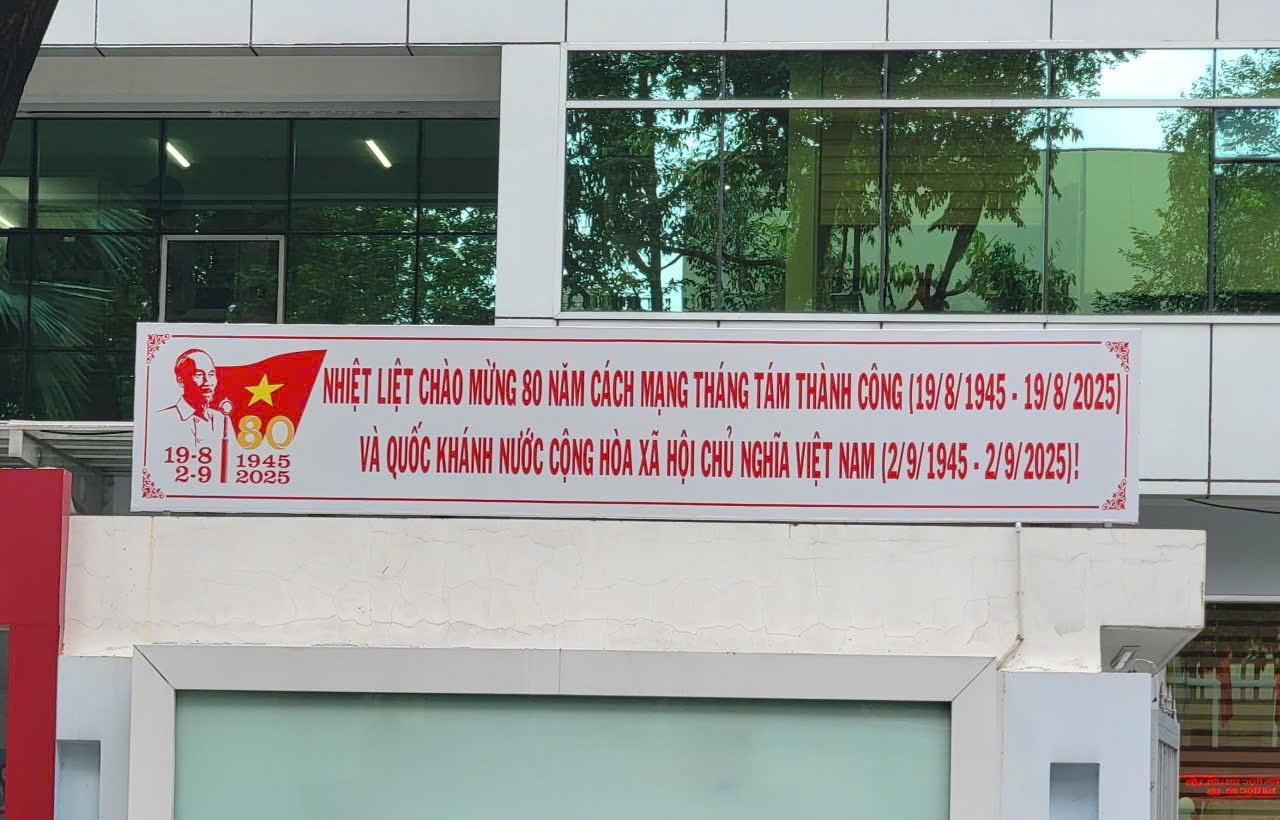 NHIỆT LIỆT CHÀO MỪNG 80 NĂM CÁCH MẠNG THÁNG TÁM THÀNH CÔNG (19/8/1945 - 19/8/2025)
VÀ QUỐC KHÁNH NƯỚC CỘNG HÒA XÃ HỘI CHỦ NGHĨA VIỆT NAM (2/9/1945 - 2/9/2025)!
80
19-8 1945
2-9 2025